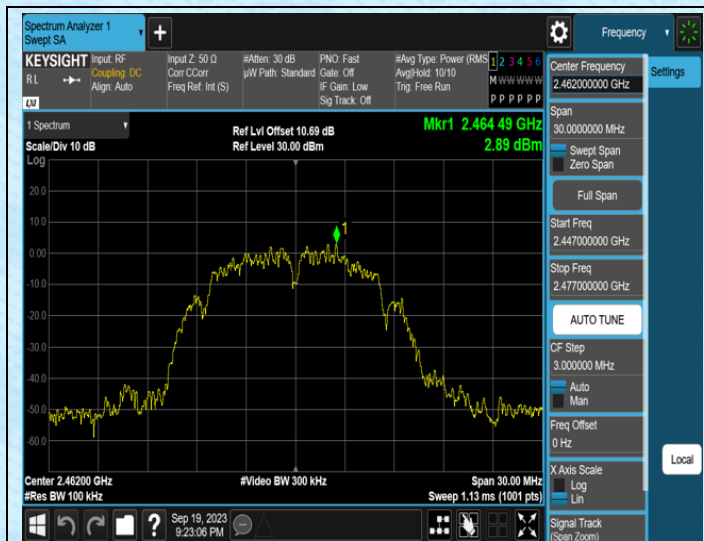 Spectrum Analyzer 1
Swept SA
+
Frequency
KEYSIGHT
RL
LXI
Input: RF
Coupling: DC
Align: Auto
Input Z: 50 Ω
Corr CCorr
Freq Ref: Int (S)
#Atten: 30 dB
µW Path: Standard
PNO: Fast
Gate: Off
IF Gain: Low
Sig Track: Off
#Avg Type: Power (RMS
Avg|Hold: 10/10
Trig: Free Run
1 2 3 4 5 6
M W W W W W
P P P P P P
Center Frequency
2.462000000 GHz
Settings
Span
30.0000000 MHz
Swept Span
Zero Span
Full Span
Start Freq
2.447000000 GHz
Stop Freq
2.477000000 GHz
AUTO TUNE
CF Step
3.000000 MHz
Auto
Man
Freq Offset
0 Hz
X Axis Scale
Log
Lin
Local
Signal Track
(Span Zoom)
1 Spectrum
Scale/Div 10 dB
Ref Lvl Offset 10.69 dB
Ref Level 30.00 dBm
Mkr1 2.464 49 GHz
2.89 dBm
Log
20.0
10.0
0.00
-10.0
-20.0
-30.0
-40.0
-50.0
-60.0
1
Center 2.46200 GHz
#Res BW 100 kHz
#Video BW 300 kHz
Span 30.00 MHz
Sweep 1.13 ms (1001 pts)
?
Sep 19, 2023
9:23:06 PM